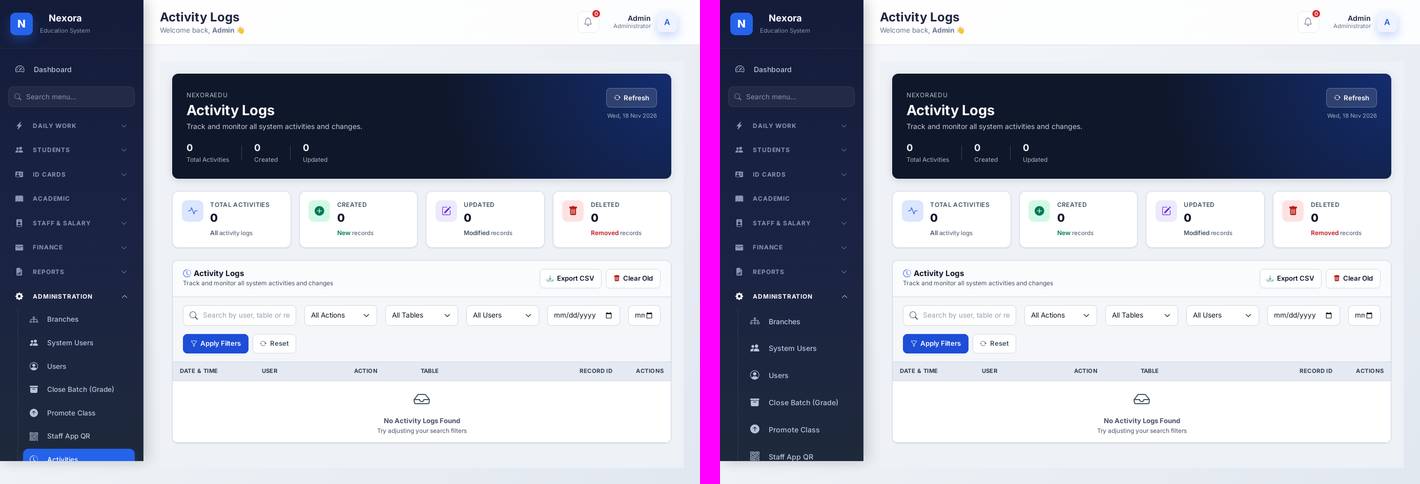 N
Nexora
Education System
Dashboard
Search menu...
DAILY WORK
STUDENTS
ID CARDS
ACADEMIC
STAFF & SALARY
FINANCE
REPORTS
ADMINISTRATION
Branches
System Users
Users
Close Batch (Grade)
Promote Class
Staff App QR
Activities
Activity Logs
Welcome back, Admin 👋
0
Admin
Administrator
A
NEXORAEDU
Activity Logs
Track and monitor all system activities and changes.
0 0 0
Total Activities Created Updated
Refresh
Wed, 18 Nov 2026
TOTAL ACTIVITIES
0
All activity logs
CREATED
0
New records
UPDATED
0
Modified records
DELETED
0
Removed records
Activity Logs
Track and monitor all system activities and changes
Export CSV Clear Old
Search by user, table or re All Actions All Tables All Users mm/dd/yyyy mn
Apply Filters Reset
DATE & TIME USER ACTION TABLE RECORD ID ACTIONS
No Activity Logs Found
Try adjusting your search filters
N
Nexora
Education System
Dashboard
Search menu...
DAILY WORK
STUDENTS
ID CARDS
ACADEMIC
STAFF & SALARY
FINANCE
REPORTS
ADMINISTRATION
Branches
System Users
Users
Close Batch (Grade)
Promote Class
Staff App QR
Activity Logs
Welcome back, Admin 👋
0
Admin
Administrator
A
NEXORAEDU
Activity Logs
Track and monitor all system activities and changes.
0 0 0
Total Activities Created Updated
Refresh
Wed, 18 Nov 2026
TOTAL ACTIVITIES
0
All activity logs
CREATED
0
New records
UPDATED
0
Modified records
DELETED
0
Removed records
Activity Logs
Track and monitor all system activities and changes
Export CSV Clear Old
Search by user, table or re All Actions All Tables All Users mm/dd/yyyy mn
Apply Filters Reset
DATE & TIME USER ACTION TABLE RECORD ID ACTIONS
No Activity Logs Found
Try adjusting your search filters